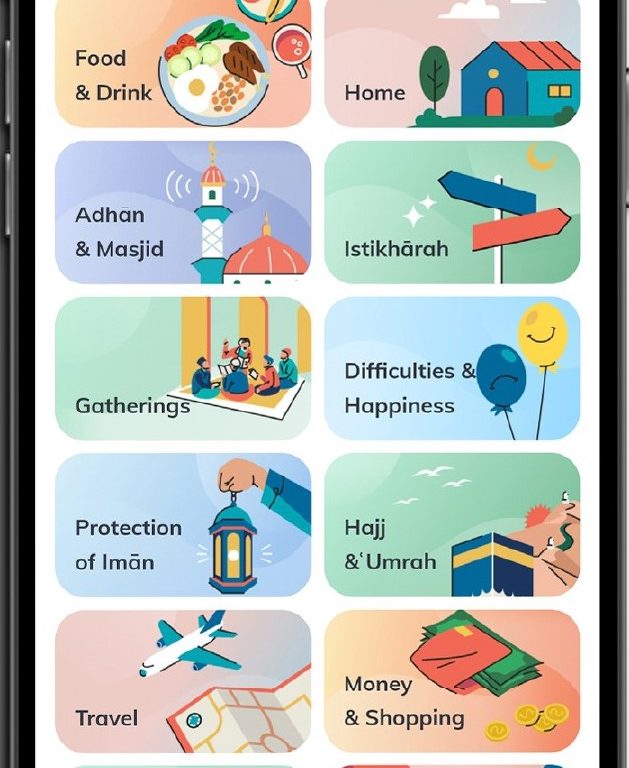 Food
& Drink
Home
Adhān
& Masjid
Istikhārah
Gatherings
Difficulties &
Happiness
Protection
of Imān
Hajj
&ʿUmrah
Travel
Money
& Shopping